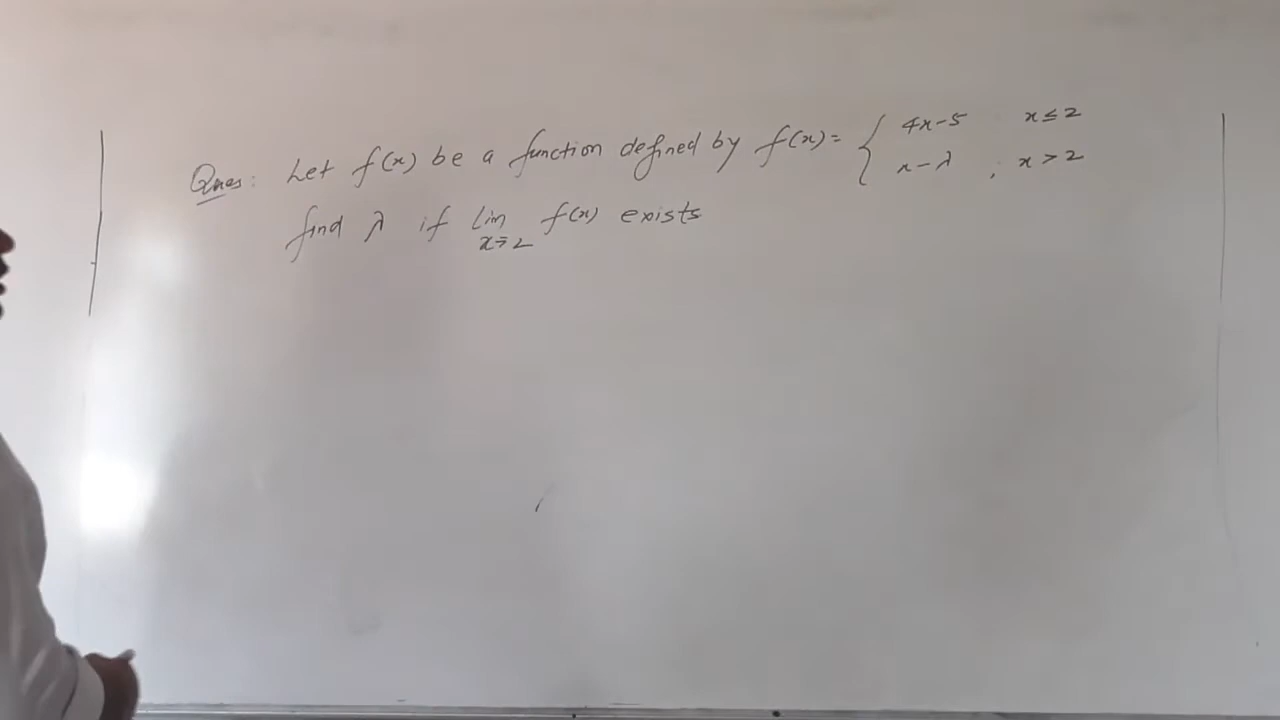 Ques: Let f(x) be a function defined by f(x)= { 4x-5 x≤2
x-λ ; x>2
find λ if lim f(x) exists
x→2